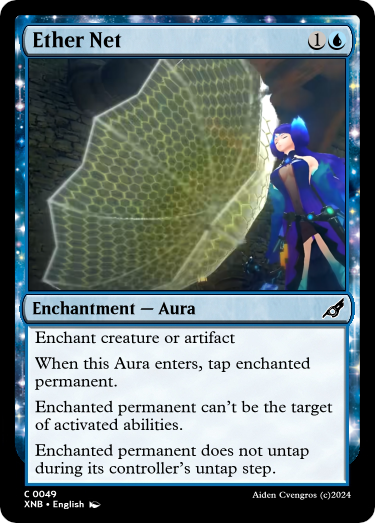 Ether Net
1
Enchantment — Aura
Enchant creature or artifact
When this Aura enters, tap enchanted
permanent.
Enchanted permanent can't be the target
of activated abilities.
Enchanted permanent does not untap
during its controller's untap step.
C 0049
XNB • English
Aiden Cvengros (c)2024